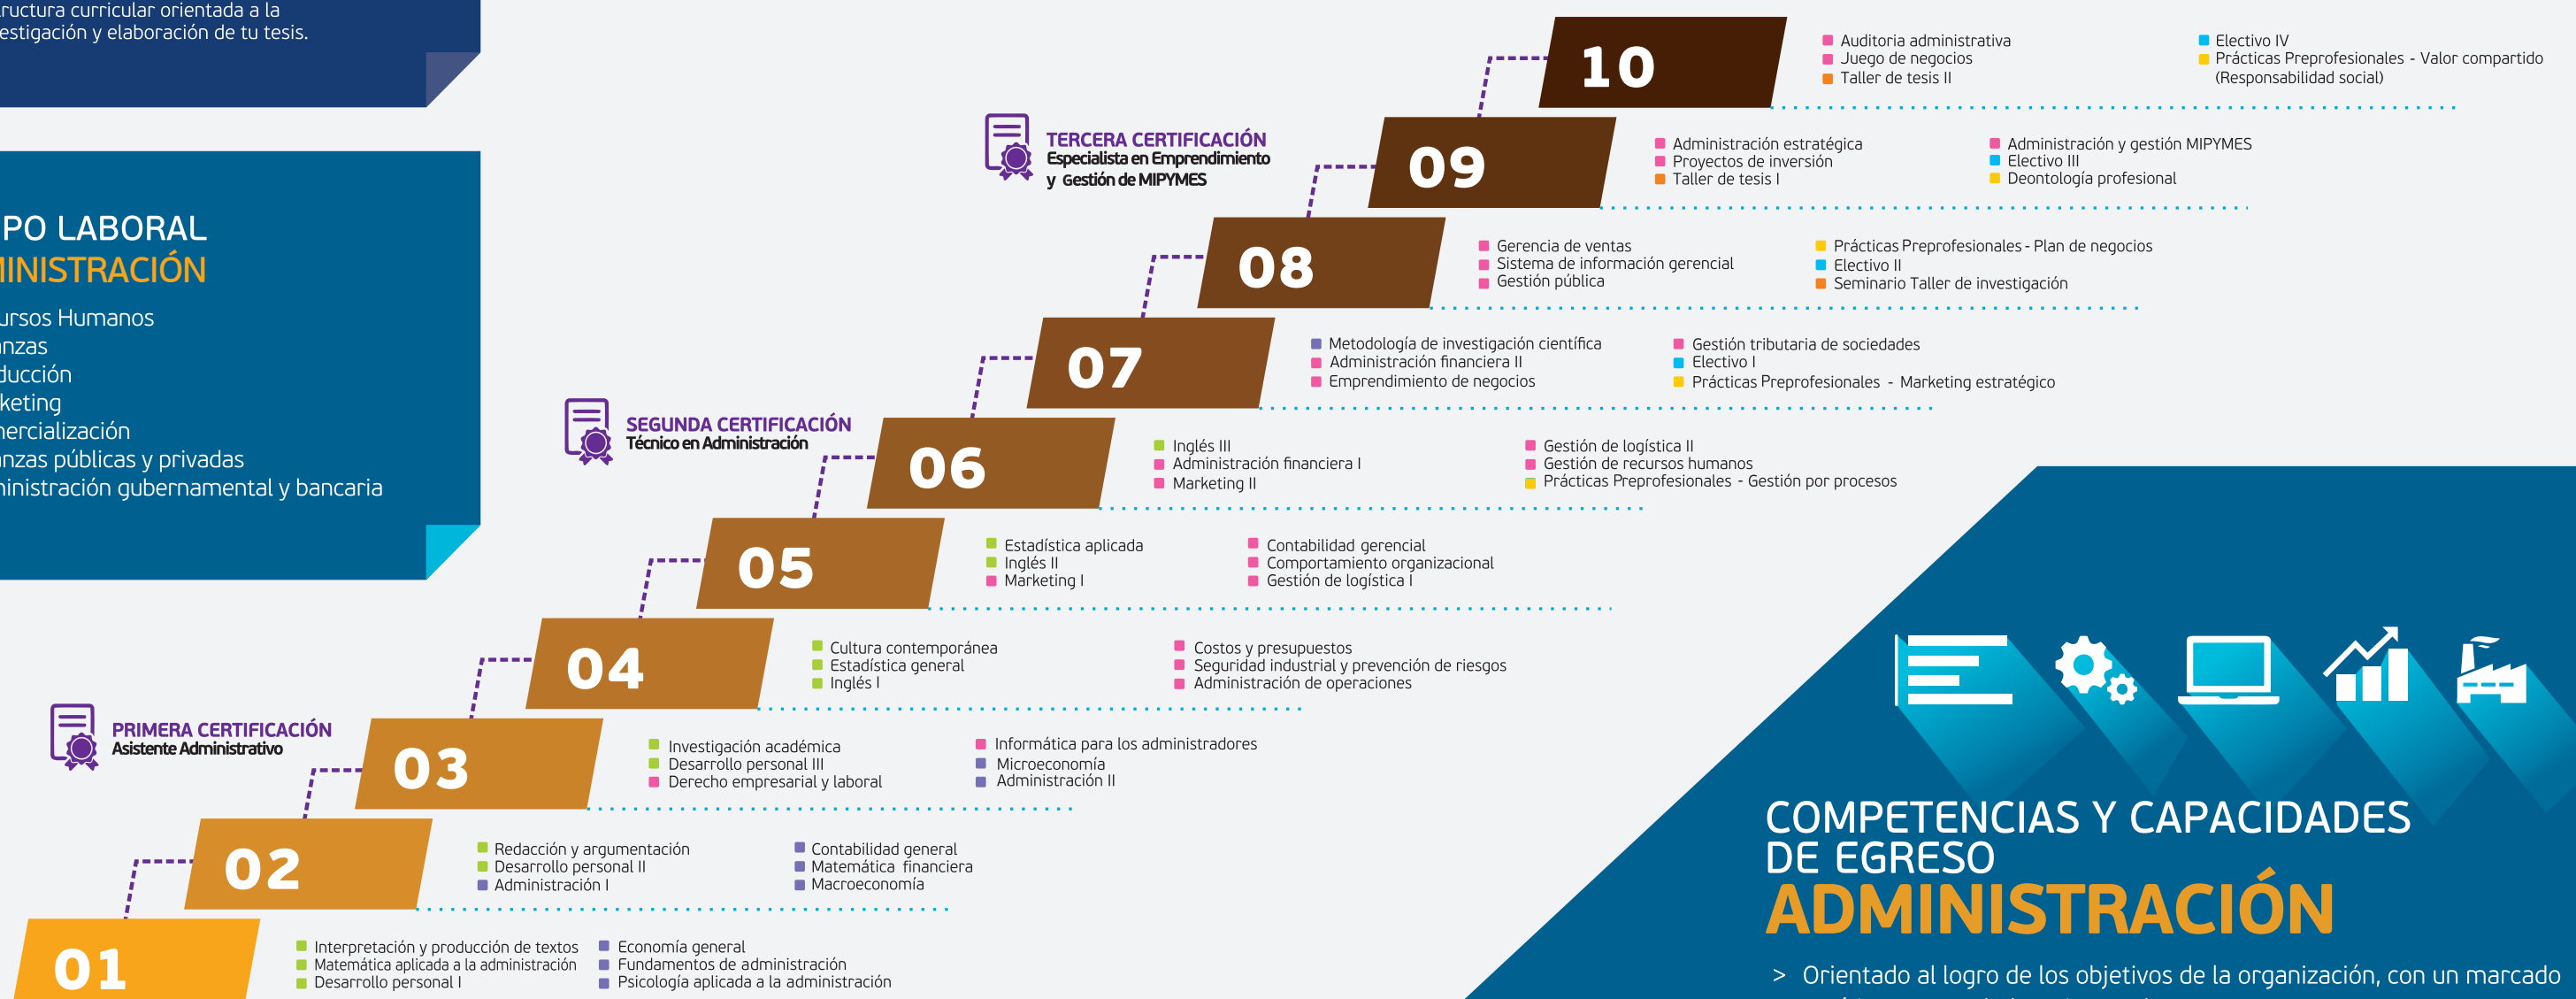 ructura curricular orientada a la
estigación y elaboración de tu tesis.
PO LABORAL
MINISTRACIÓN
ursos Humanos
anzas
ducción
keting
nercialización
anzas públicas y privadas
ministración gubernamental y bancaria
10
Auditoria administrativa
Juego de negocios
Taller de tesis II
Electivo IV
Prácticas Preprofesionales - Valor compartido
(Responsabilidad social)
TERCERA CERTIFICACIÓN
Especialista en Emprendimiento
y Gestión de MIPYMES
09
Administración estratégica
Proyectos de inversión
Taller de tesis I
Administración y gestión MIPYMES
Electivo III
Deontología profesional
08
Gerencia de ventas
Sistema de información gerencial
Gestión pública
Prácticas Preprofesionales - Plan de negocios
Electivo II
Seminario Taller de investigación
07
Metodología de investigación científica
Administración financiera II
Emprendimiento de negocios
Gestión tributaria de sociedades
Electivo I
Prácticas Preprofesionales - Marketing estratégico
SEGUNDA CERTIFICACIÓN
Técnico en Administración
06
Inglés III
Administración financiera I
Marketing II
Gestión de logística II
Gestión de recursos humanos
Prácticas Preprofesionales - Gestión por procesos
05
Estadística aplicada
Inglés II
Marketing I
Contabilidad gerencial
Comportamiento organizacional
Gestión de logística I
04
Cultura contemporánea
Estadística general
Inglés I
Costos y presupuestos
Seguridad industrial y prevención de riesgos
Administración de operaciones
PRIMERA CERTIFICACIÓN
Asistente Administrativo
03
Investigación académica
Desarrollo personal III
Derecho empresarial y laboral
Informática para los administradores
Microeconomía
Administración II
02
Redacción y argumentación
Desarrollo personal II
Administración I
Contabilidad general
Matemática financiera
Macroeconomía
01
Interpretación y producción de textos
Matemática aplicada a la administración
Desarrollo personal I
Economía general
Fundamentos de administración
Psicología aplicada a la administración
COMPETENCIAS Y CAPACIDADES
DE EGRESO
ADMINISTRACIÓN
> Orientado al logro de los objetivos de la organización, con un marcado